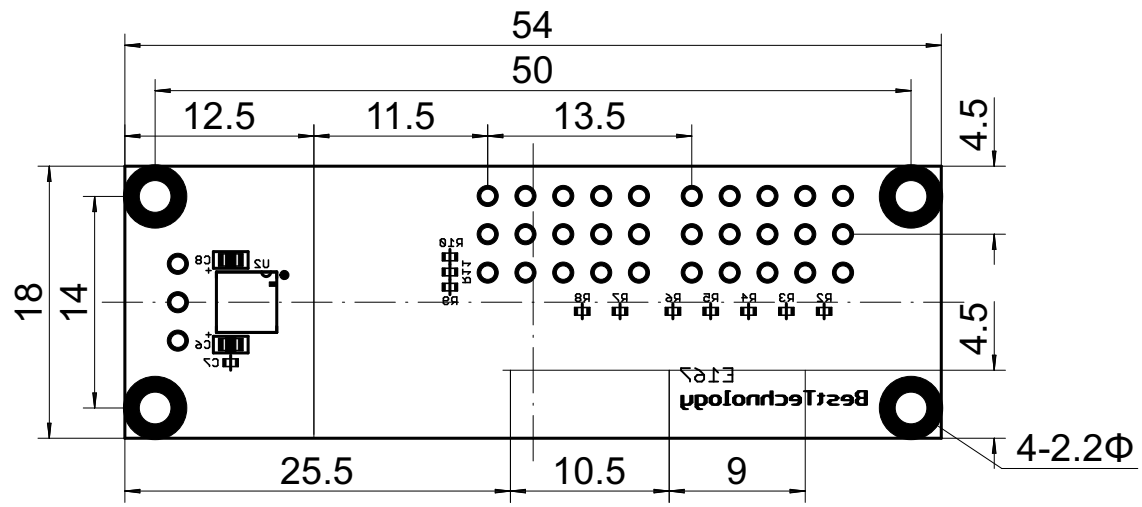 54
50
12.5 11.5 13.5
4.5
R10
C8 + U2
R11
R9
18
14
R8 R7 R6 R5 R4 R3 R2
4.5
C6 +
C7
E167
BestTechnology
4-2.2Φ
25.5 10.5 9